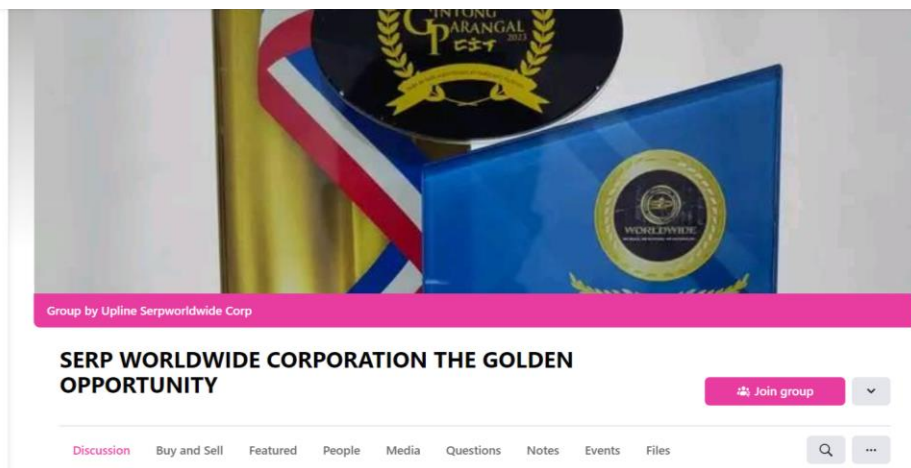 GINTONG
PARANGAL
2023
WORLDWIDE
Group by Upline Serpworldwide Corp
SERP WORLDWIDE CORPORATION THE GOLDEN
OPPORTUNITY
Join group
Discussion Buy and Sell Featured People Media Questions Notes Events Files